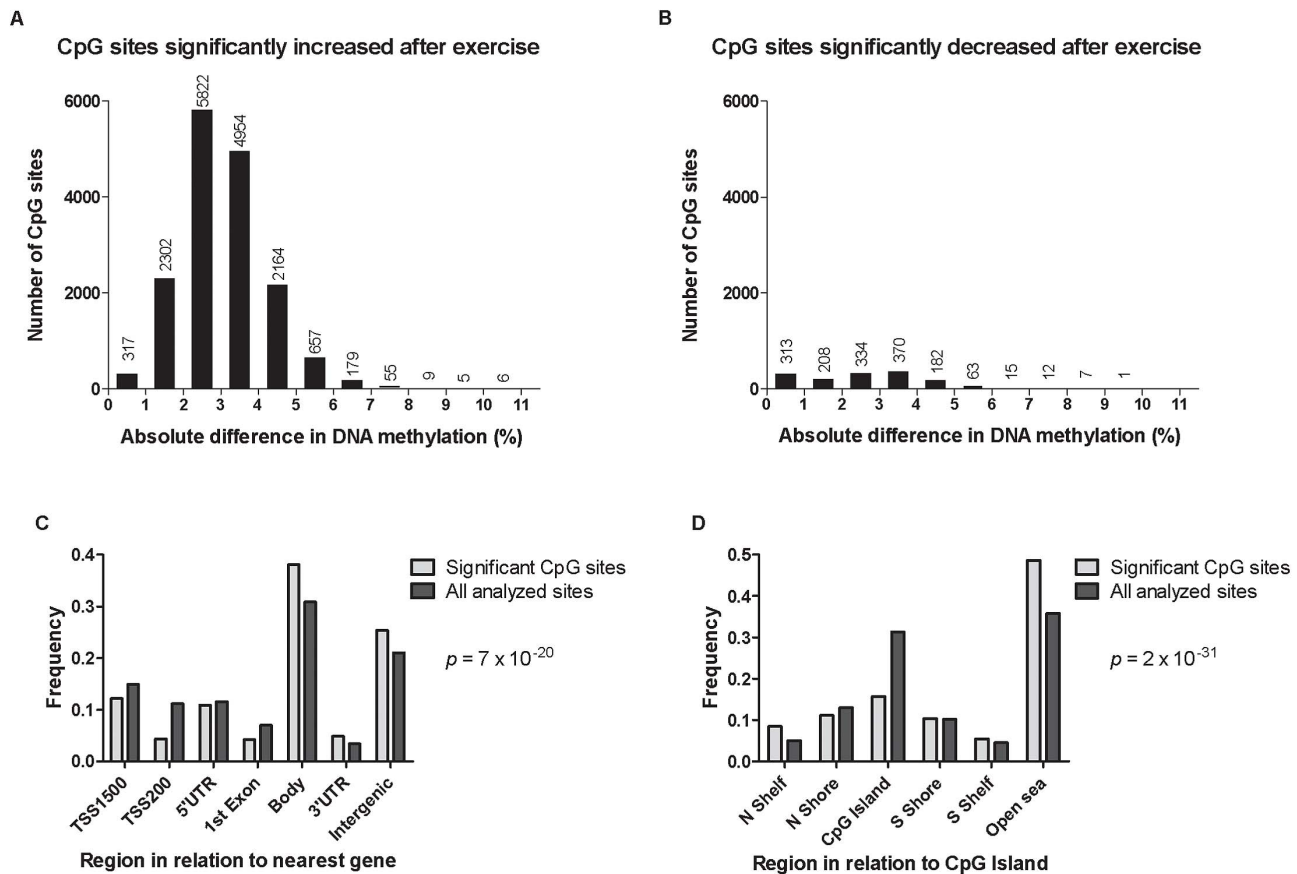 A
CpG sites significantly increased after exercise
Number of CpG sites
6000
4000
2000
0
317
2302
5822
4954
2164
657
179
55
9
5
6
0 1 2 3 4 5 6 7 8 9 10 11
Absolute difference in DNA methylation (%)
B
CpG sites significantly decreased after exercise
Number of CpG sites
6000
4000
2000
0
313
208
334
370
182
63
15
12
7
1
0 1 2 3 4 5 6 7 8 9 10 11
Absolute difference in DNA methylation (%)
C
Frequency
0.4
0.3
0.2
0.1
0.0
TSS1500
TSS200
5'UTR
1st Exon
Body
3'UTR
Intergenic
Region in relation to nearest gene
Significant CpG sites
All analyzed sites
p = 7 x 10-20
D
Frequency
0.5
0.4
0.3
0.2
0.1
0.0
N Shelf
N Shore
CpG Island
S Shore
S Shelf
Open sea
Region in relation to CpG Island
Significant CpG sites
All analyzed sites
p = 2 x 10-31